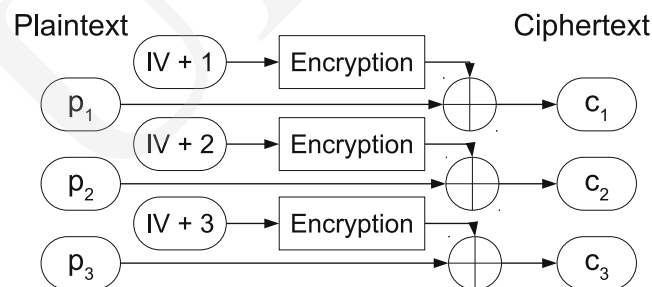 Plaintext Ciphertext
IV + 1 Encryption
p₁ c₁
IV + 2 Encryption
p₂ c₂
IV + 3 Encryption
p₃ c₃